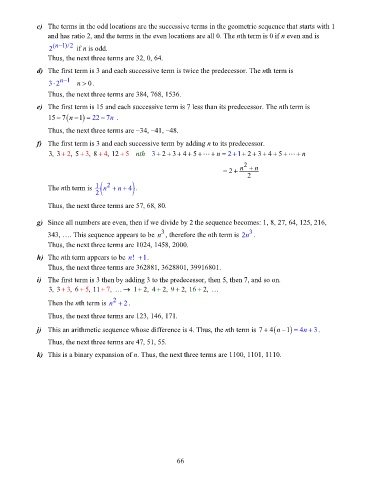 c) The terms in the odd locations are the successive terms in the geometric sequence that starts with 1
and has ratio 2, and the terms in the even locations are all 0. The nth term is 0 if n even and is
2^{(n−1)/2} if n is odd.
Thus, the next three terms are 32, 0, 64.
d) The first term is 3 and each successive term is twice the predecessor. The nth term is
3·2^{n−1} n>0.
Thus, the next three terms are 384, 768, 1536.
e) The first term is 15 and each successive term is 7 less than its predecessor. The nth term is
15−7(n−1)=22−7n .
Thus, the next three terms are −34, −41, −48.
f) The first term is 3 and each successive term by adding n to its predecessor.
3, 3+2, 5+3, 8+4, 12+5 nth 3+2+3+4+5+⋯+n=2+1+2+3+4+5+⋯+n
=2+ (n²+n)/2
The nth term is 1/2{n²+n+4}.
Thus, the next three terms are 57, 68, 80.
g) Since all numbers are even, then if we divide by 2 the sequence becomes: 1, 8, 27, 64, 125, 216,
343, …. This sequence appears to be n³, therefore the nth term is 2n³.
Thus, the next three terms are 1024, 1458, 2000.
h) The nth term appears to be n! +1.
Thus, the next three terms are 362881, 3628801, 39916801.
i) The first term is 3 then by adding 3 to the predecessor, then 5, then 7, and so on.
3, 3+3, 6+5, 11+7, …→ 1+2, 4+2, 9+2, 16+2, …
Then the nth term is n²+2.
Thus, the next three terms are 123, 146, 171.
j) This an arithmetic sequence whose difference is 4. Thus, the nth term is 7+4(n−1)=4n+3.
Thus, the next three terms are 47, 51, 55.
k) This is a binary expansion of n. Thus, the next three terms are 1100, 1101, 1110.
66